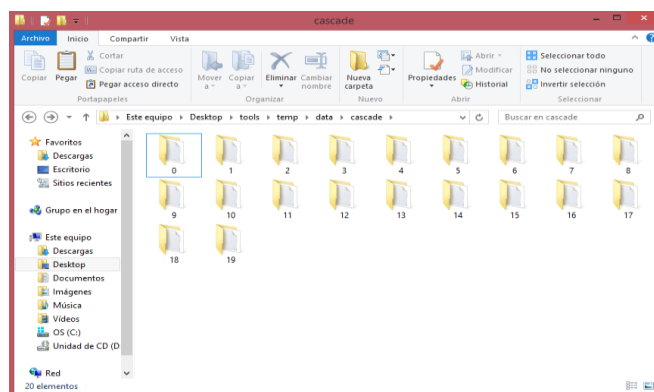 cascade
Archivo Inicio Compartir Vista
Copiar
Pegar
Cortar
Copiar ruta de acceso
Pegar acceso directo
Portapapeles
Mover a
Copiar a
Eliminar
Cambiar nombre
Organizar
Nueva carpeta
Nuevo
Propiedades
Abrir
Modificar
Historial
Abrir
Seleccionar todo
No seleccionar ninguno
Invertir selección
Seleccionar
Este equipo Desktop tools temp data cascade
Buscar en cascade
Favoritos
Descargas
Escritorio
Sitios recientes
Grupo en el hogar
Este equipo
Descargas
Desktop
Documentos
Imágenes
Música
Vídeos
OS (C:)
Unidad de CD (D
Red
0 1 2 3 4 5 6 7 8
9 10 11 12 13 14 15 16 17
18 19
20 elementos